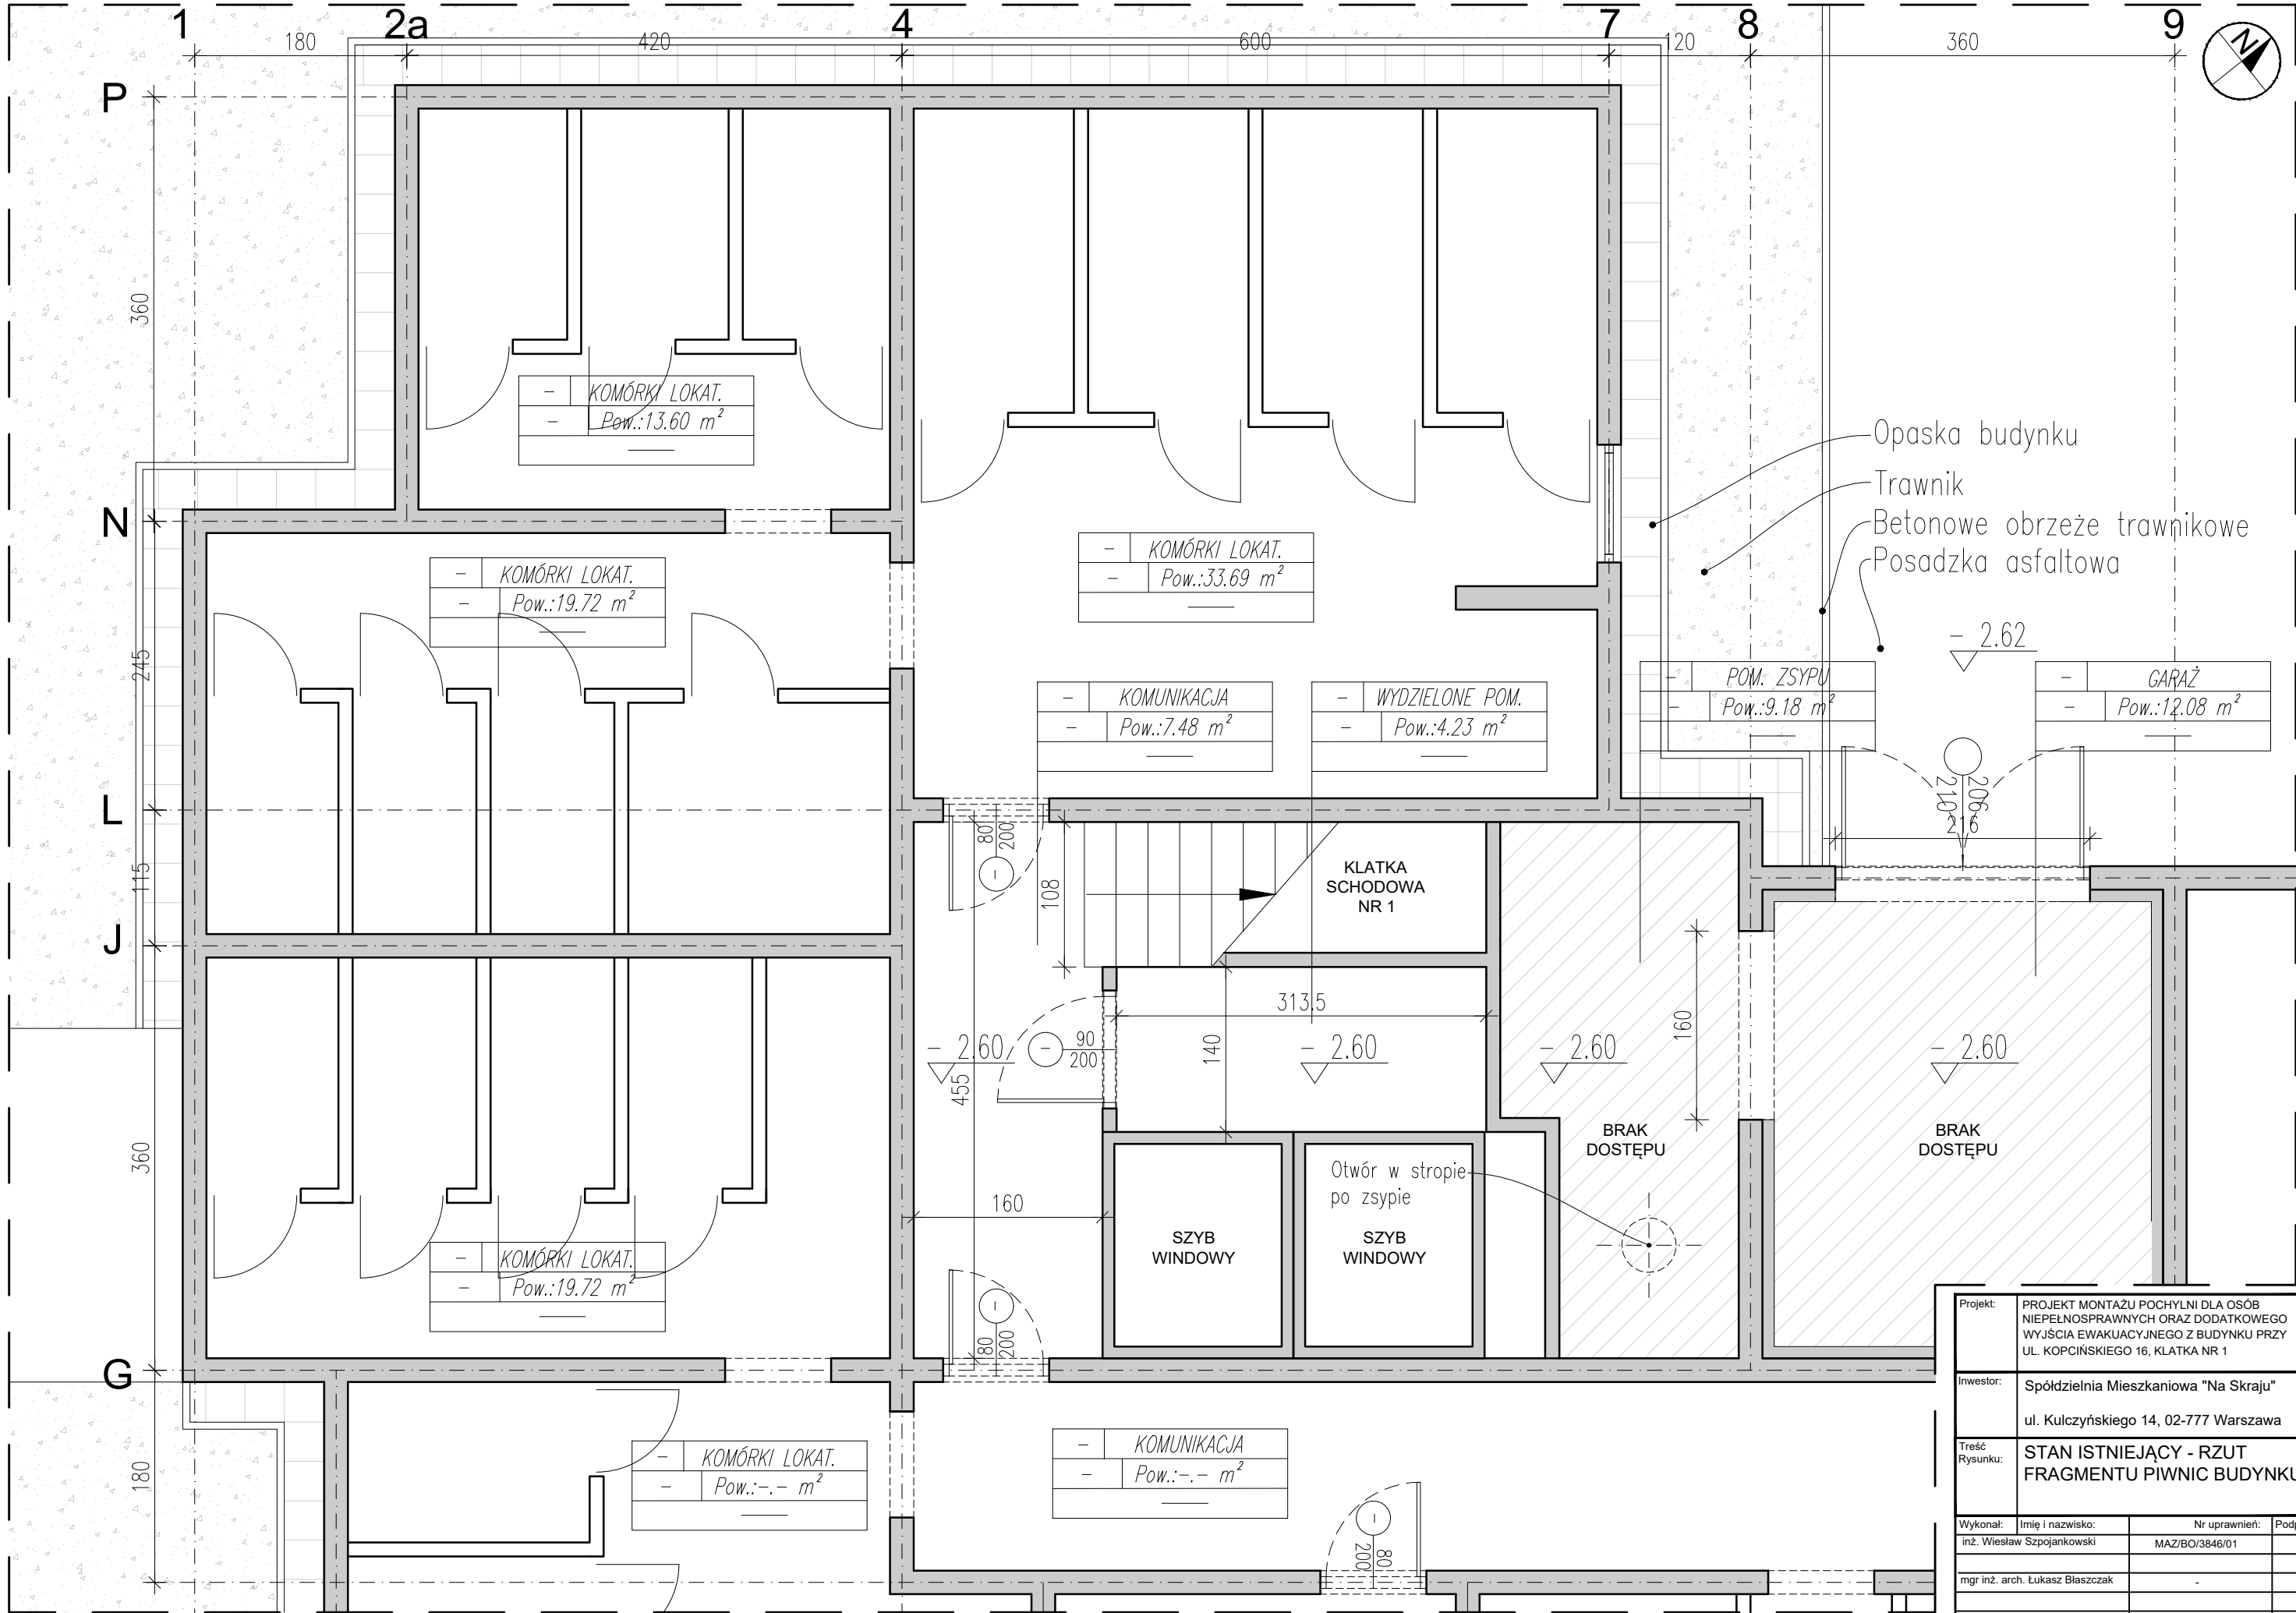 1
2a
4
7
8
9
180
420
600
120
360
N
P
N
L
J
G
360
245
115
360
180
- KOMÓRKI LOKAT.
- Pow.:13.60 m²
- KOMÓRKI LOKAT.
- Pow.:33.69 m²
- KOMÓRKI LOKAT.
- Pow.:19.72 m²
Opaska budynku
Trawnik
Betonowe obrzeże trawnikowe
Posadzka asfaltowa
- 2.62
- KOMUNIKACJA
- Pow.:7.48 m²
- WYDZIELONE POM.
- Pow.:4.23 m²
- POM. ZSYPU
- Pow.:9.18 m²
- GARAŻ
- Pow.:12.08 m²
206
210
216
80
200
108
KLATKA
SCHODOWA
NR 1
313.5
160
90
200
140
455
- 2.60
- 2.60
- 2.60
- 2.60
BRAK
DOSTĘPU
BRAK
DOSTĘPU
Otwór w stropie
po zsypie
160
SZYB
WINDOWY
SZYB
WINDOWY
- KOMÓRKI LOKAT.
- Pow.:19.72 m²
80
200
- KOMÓRKI LOKAT.
- Pow.:-.- m²
- KOMUNIKACJA
- Pow.:-.- m²
80
200
Projekt:
PROJEKT MONTAŻU POCHYLNI DLA OSÓB
NIEPEŁNOSPRAWNYCH ORAZ DODATKOWEGO
WYJŚCIA EWAKUACYJNEGO Z BUDYNKU PRZY
UL. KOPCIŃSKIEGO 16, KLATKA NR 1
Inwestor:
Spółdzielnia Mieszkaniowa "Na Skraju"
ul. Kulczyńskiego 14, 02-777 Warszawa
Treść
Rysunku:
STAN ISTNIEJĄCY - RZUT
FRAGMENTU PIWNIC BUDYNKU
Wykonał: Imię i nazwisko: Nr uprawnień: Podp
inż. Wiesław Szpojankowski MAZ/BO/3846/01
mgr inż. arch. Łukasz Błaszczak -